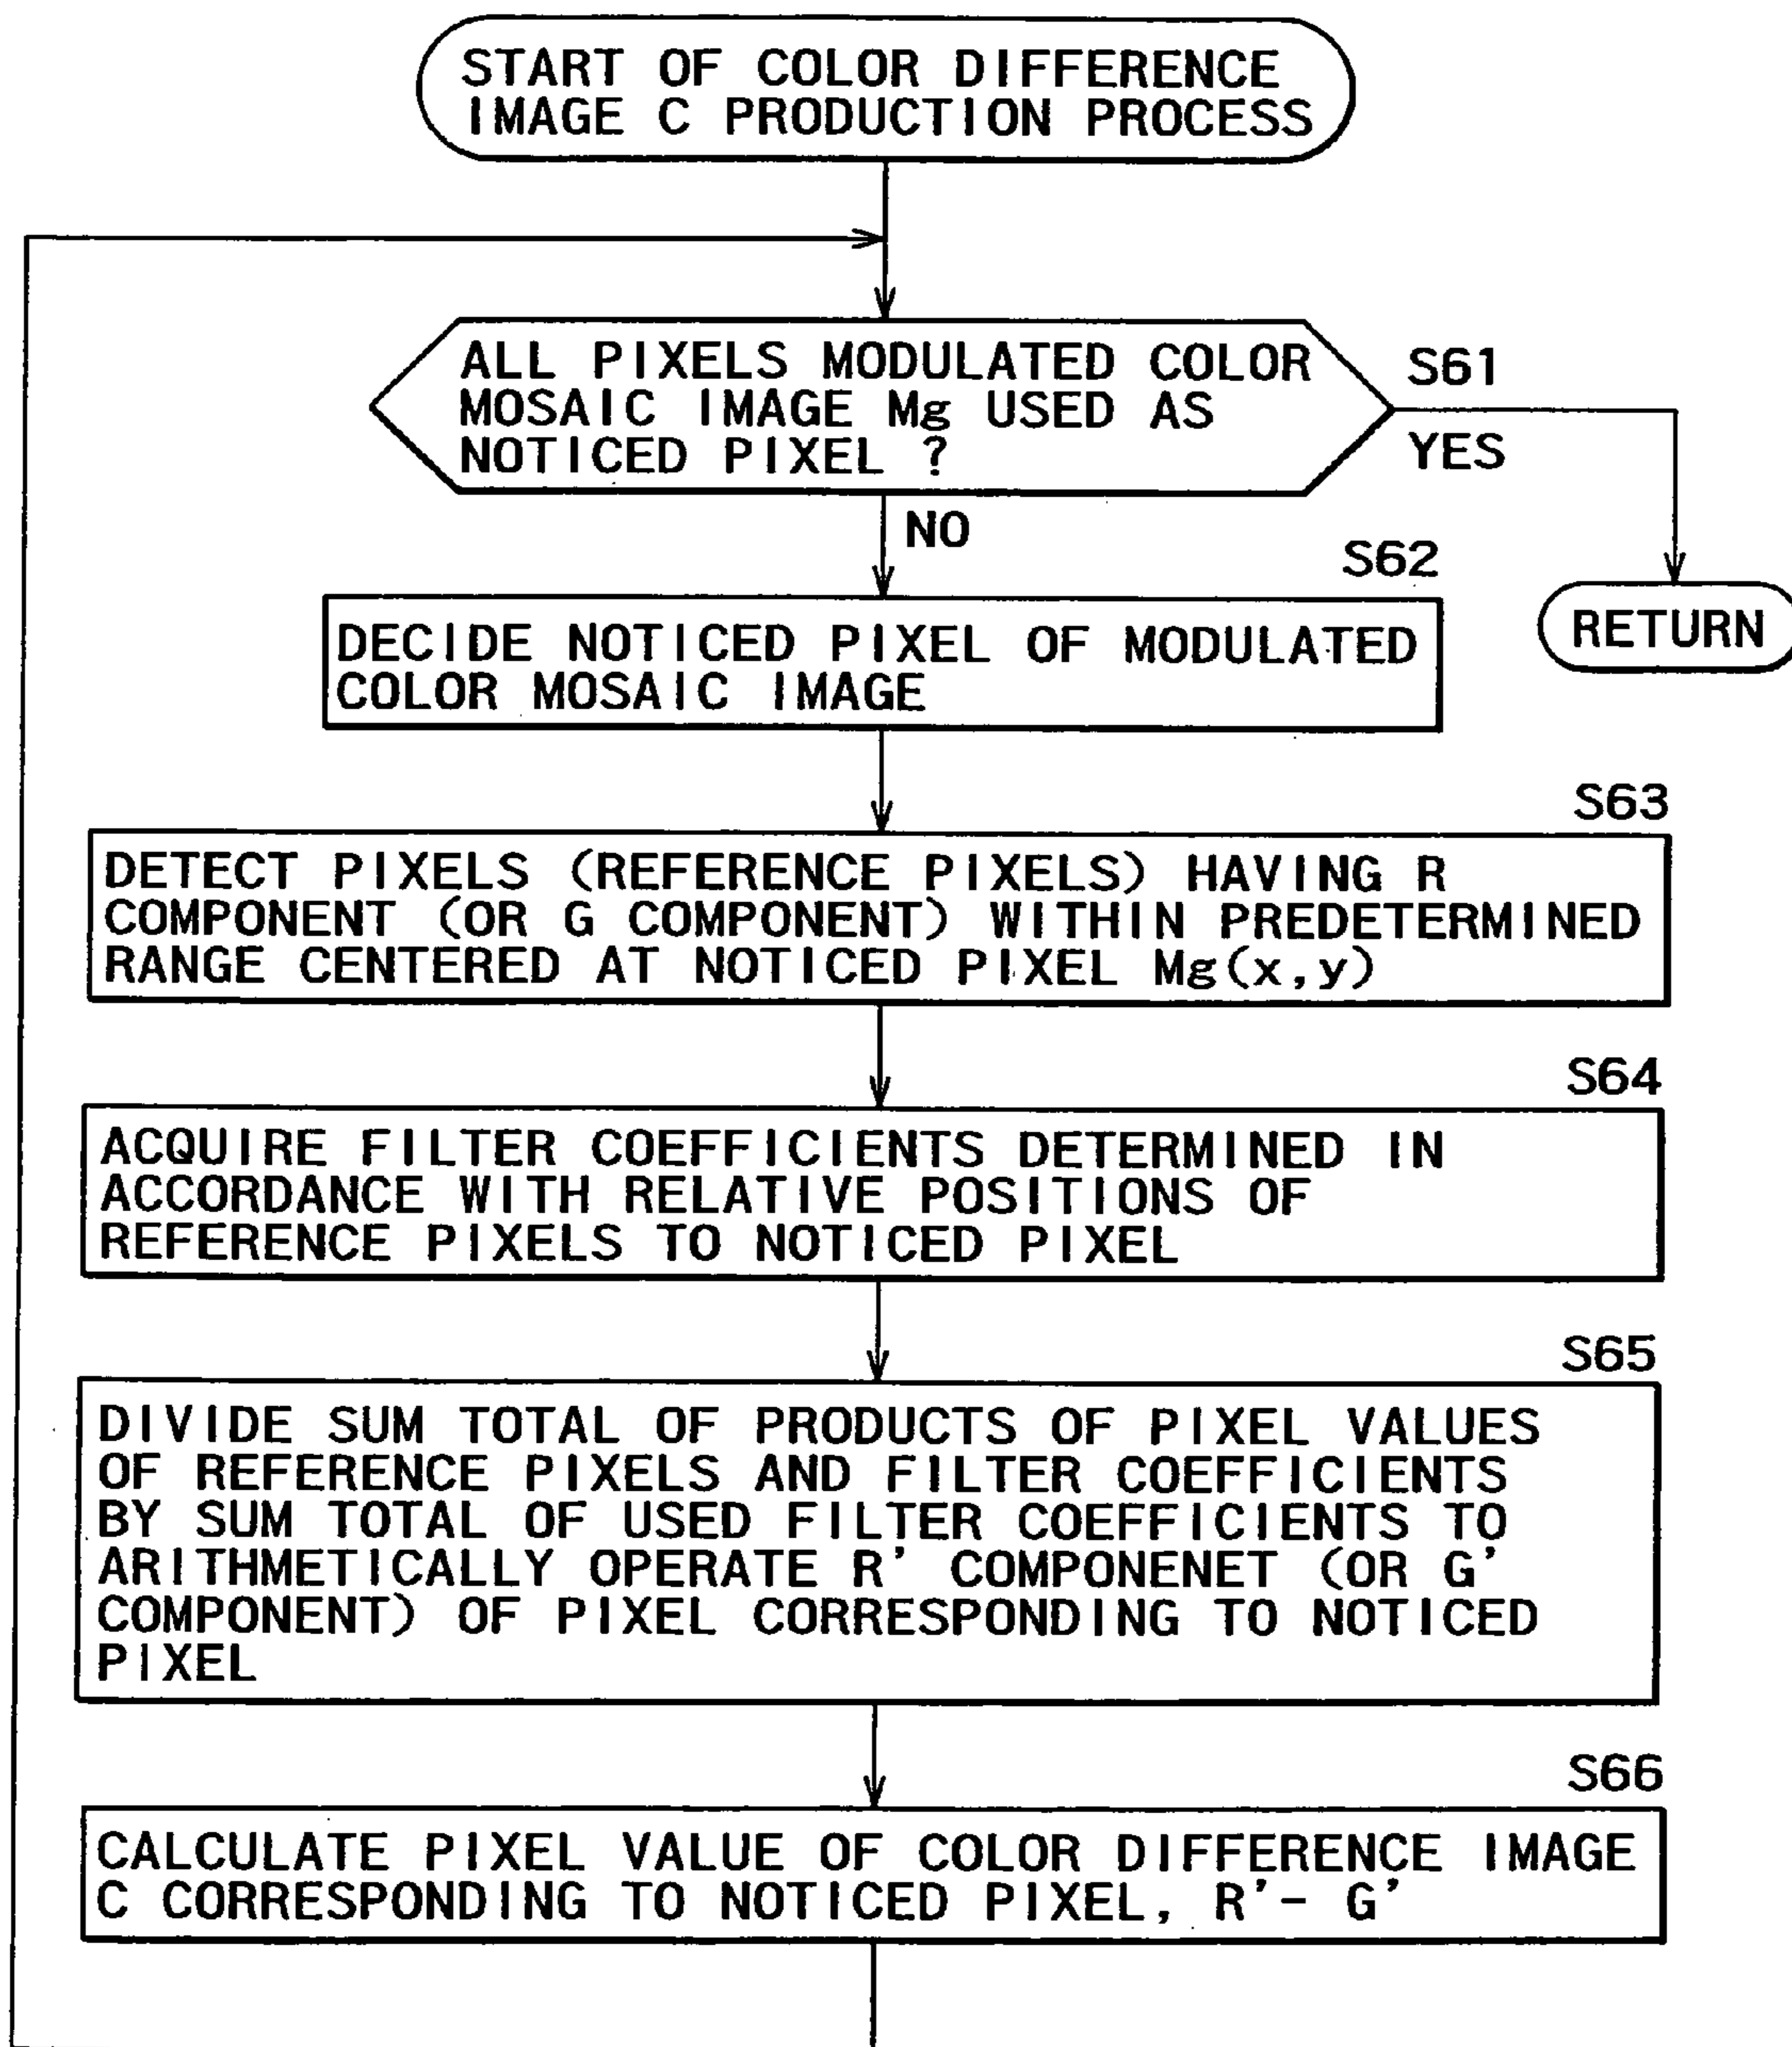 START OF COLOR DIFFERENCE
IMAGE C PRODUCTION PROCESS
ALL PIXELS MODULATED COLOR
MOSAIC IMAGE Mg USED AS
NOTICED PIXEL ?
S61
YES
NO
S62
RETURN
DECIDE NOTICED PIXEL OF MODULATED
COLOR MOSAIC IMAGE
S63
DETECT PIXELS (REFERENCE PIXELS) HAVING R
COMPONENT (OR G COMPONENT) WITHIN PREDETERMINED
RANGE CENTERED AT NOTICED PIXEL Mg(x,y)
S64
ACQUIRE FILTER COEFFICIENTS DETERMINED IN
ACCORDANCE WITH RELATIVE POSITIONS OF
REFERENCE PIXELS TO NOTICED PIXEL
S65
DIVIDE SUM TOTAL OF PRODUCTS OF PIXEL VALUES
OF REFERENCE PIXELS AND FILTER COEFFICIENTS
BY SUM TOTAL OF USED FILTER COEFFICIENTS TO
ARITHMETICALLY OPERATE R' COMPONENET (OR G'
COMPONENT) OF PIXEL CORRESPONDING TO NOTICED
PIXEL
S66
CALCULATE PIXEL VALUE OF COLOR DIFFERENCE IMAGE
C CORRESPONDING TO NOTICED PIXEL, R'- G'